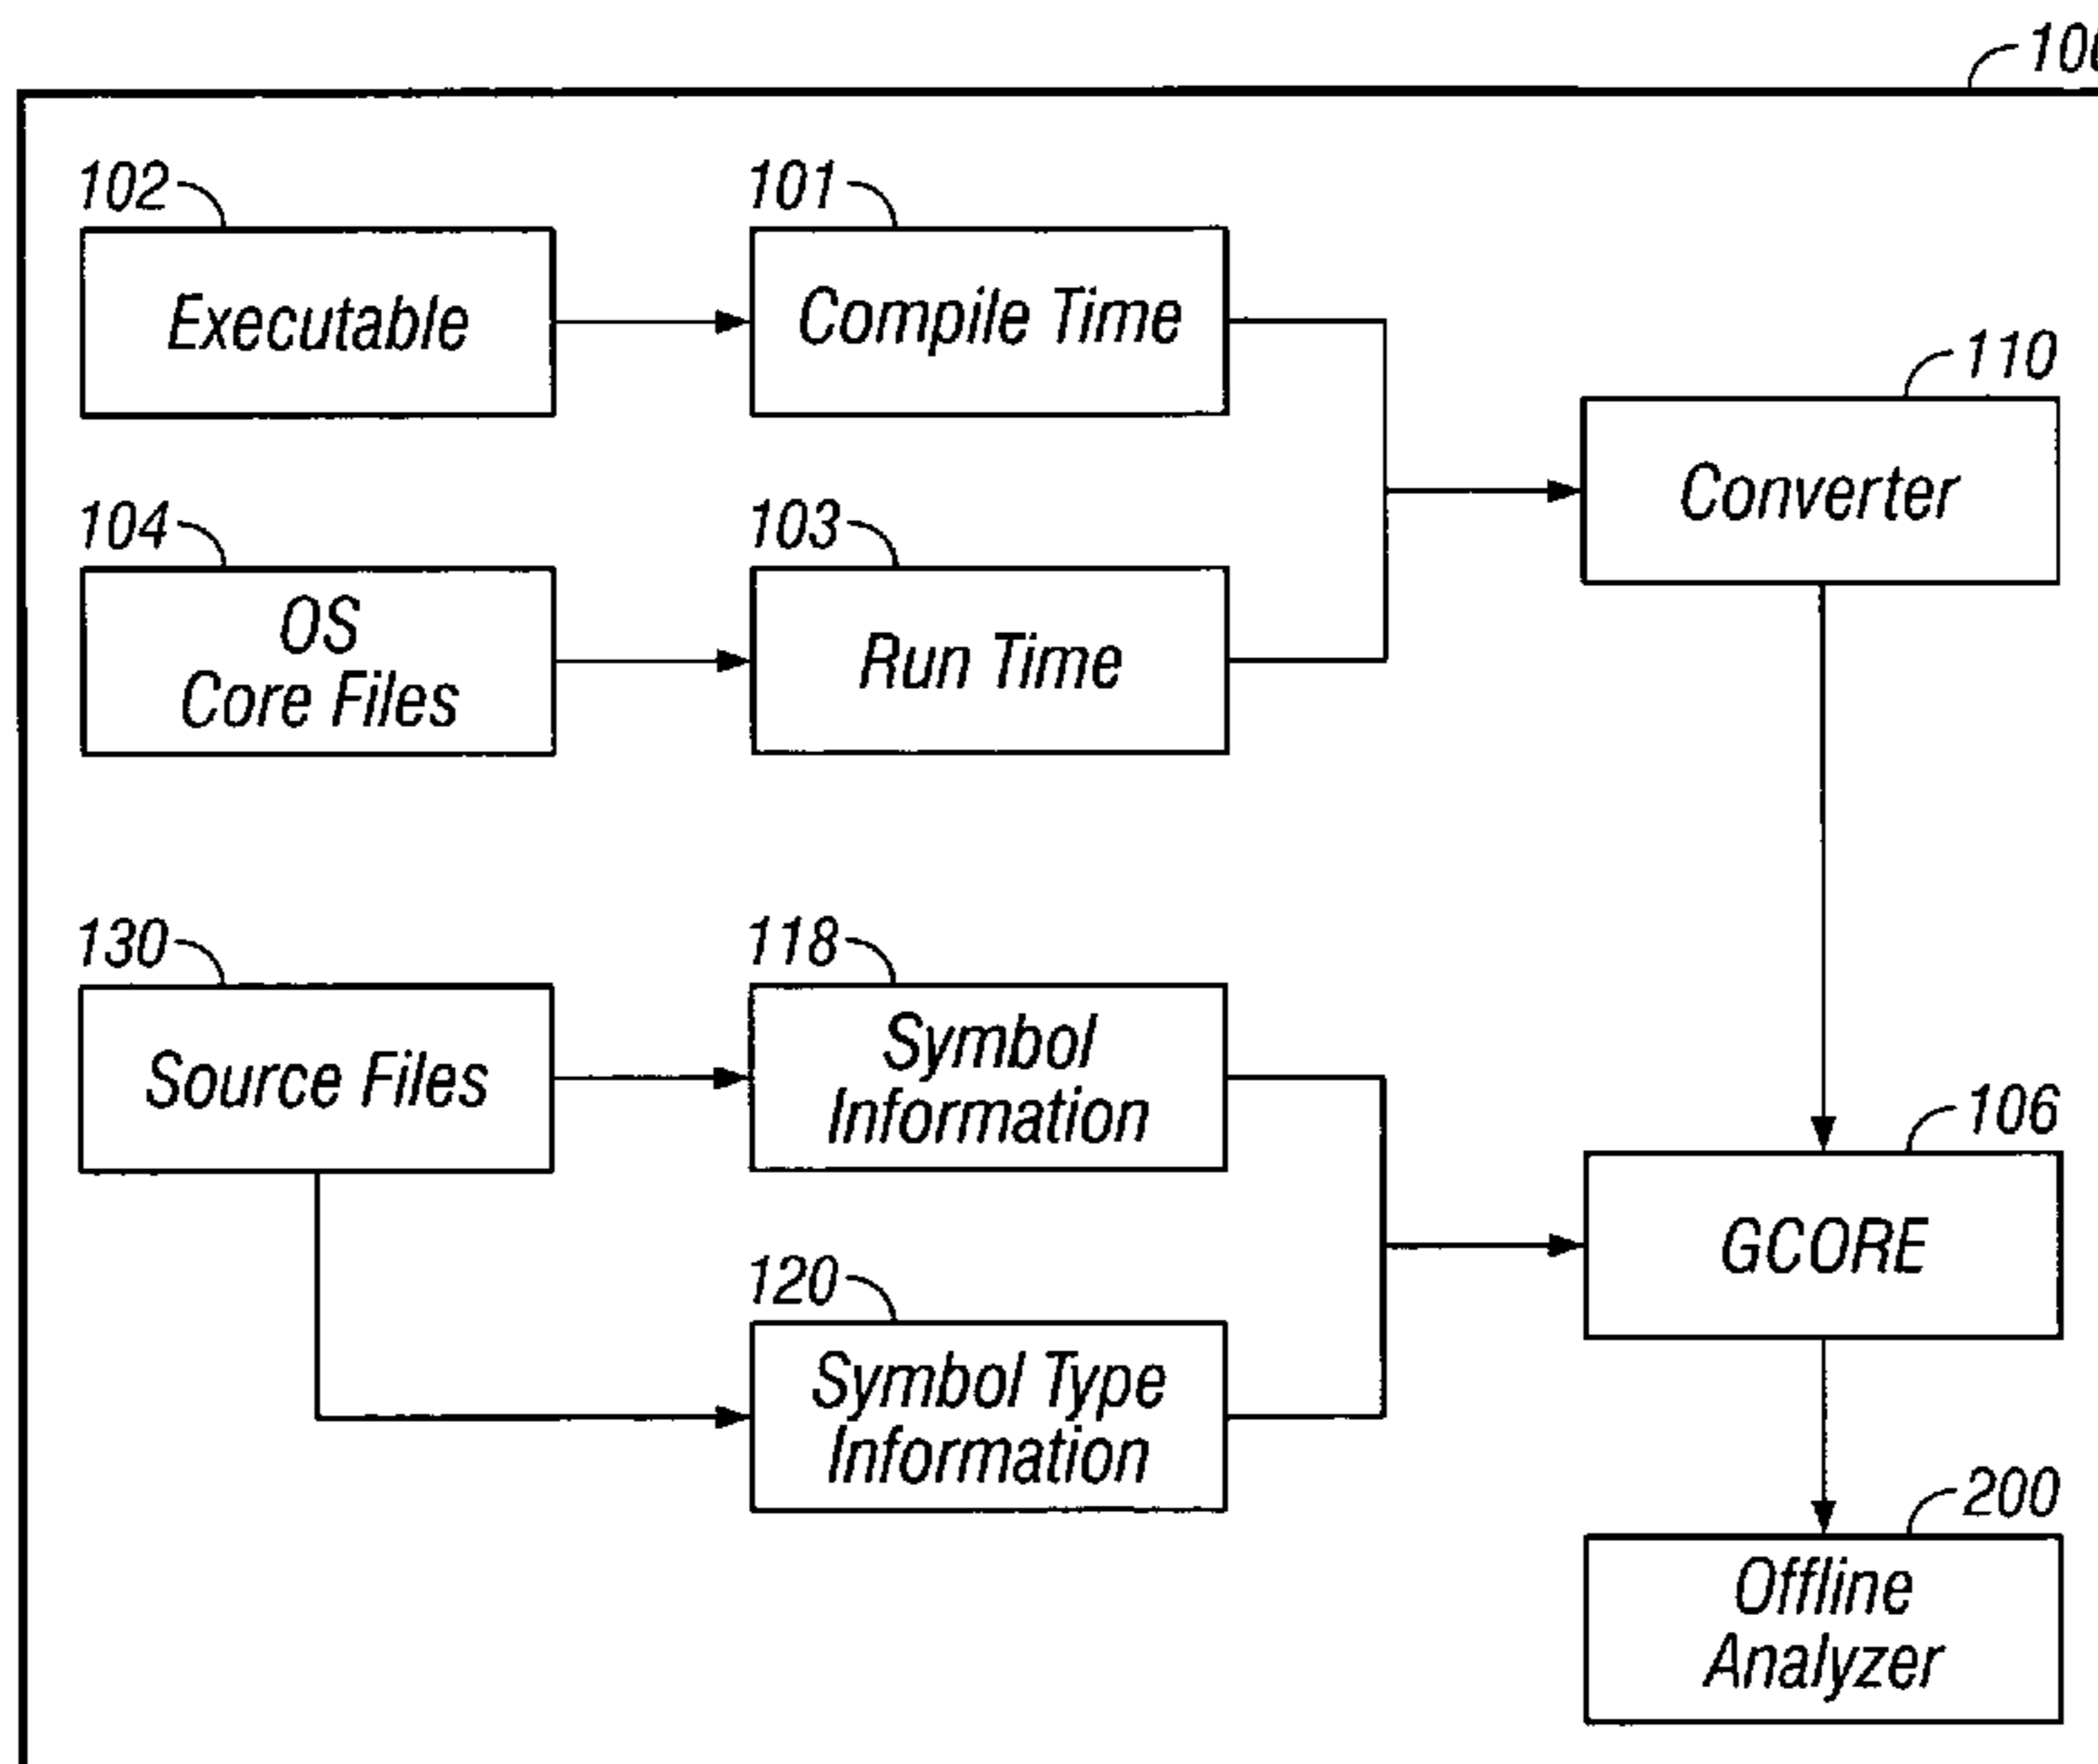 102
101
Executable
Compile Time
110
Converter
104
103
OS
Core Files
Run Time
130
118
Source Files
Symbol
Information
106
GCORE
120
Symbol Type
Information
200
Offline
Analyzer